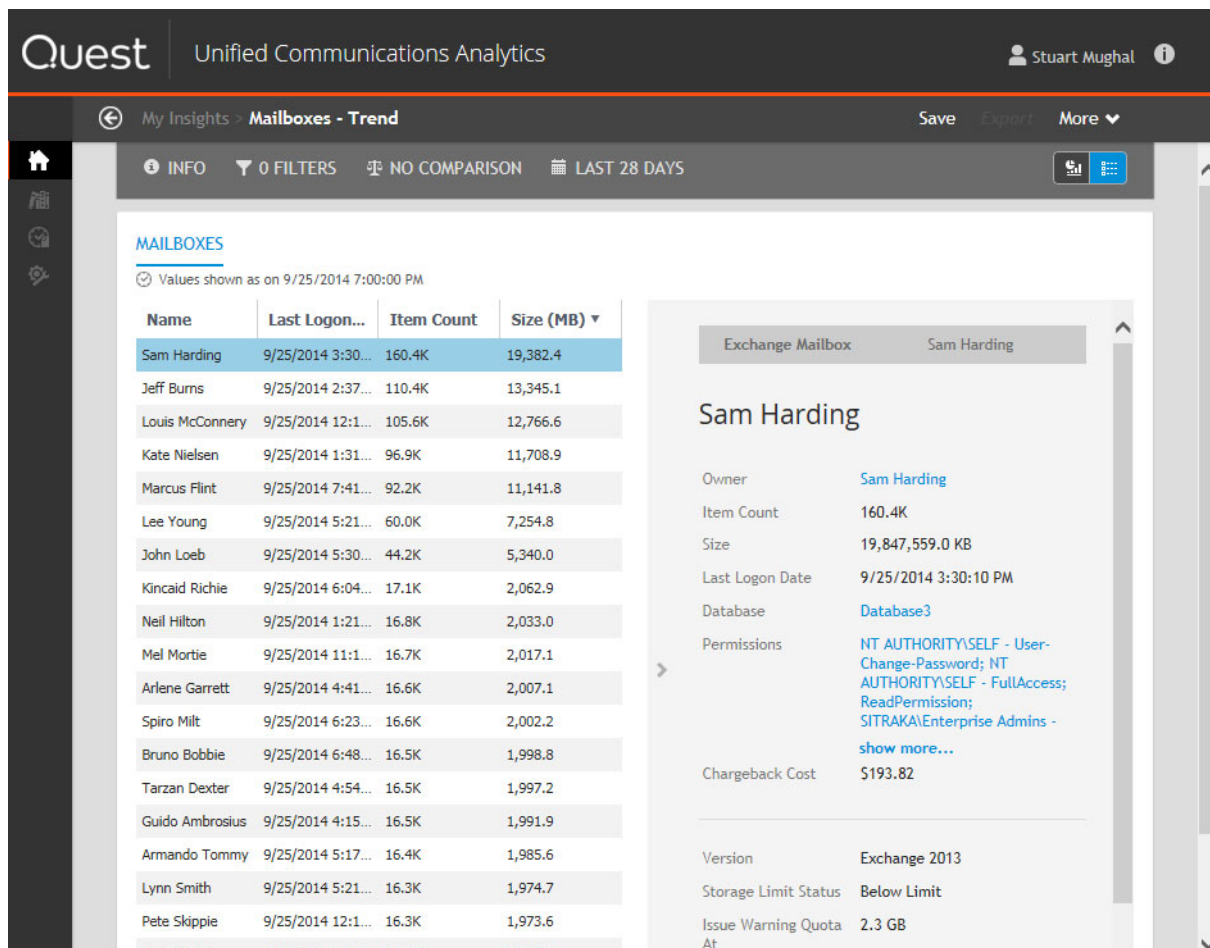 Quest Unified Communications Analytics Stuart Mughal
My Insights > Mailboxes - Trend Save Export More
INFO 0 FILTERS NO COMPARISON LAST 28 DAYS
MAILBOXES
Values shown as on 9/25/2014 7:00:00 PM
Name Last Logon... Item Count Size (MB) ▼
Sam Harding 9/25/2014 3:30... 160.4K 19,382.4
Jeff Burns 9/25/2014 2:37... 110.4K 13,345.1
Louis McConnery 9/25/2014 12:1... 105.6K 12,766.6
Kate Nielsen 9/25/2014 1:31... 96.9K 11,708.9
Marcus Flint 9/25/2014 7:41... 92.2K 11,141.8
Lee Young 9/25/2014 5:21... 60.0K 7,254.8
John Loeb 9/25/2014 5:30... 44.2K 5,340.0
Kincaid Richie 9/25/2014 6:04... 17.1K 2,062.9
Neil Hilton 9/25/2014 1:21... 16.8K 2,033.0
Mel Mortie 9/25/2014 11:1... 16.7K 2,017.1
Arlene Garrett 9/25/2014 4:41... 16.6K 2,007.1
Spiro Milt 9/25/2014 6:23... 16.6K 2,002.2
Bruno Bobbie 9/25/2014 6:48... 16.5K 1,998.8
Tarzan Dexter 9/25/2014 4:54... 16.5K 1,997.2
Guido Ambrosius 9/25/2014 4:15... 16.5K 1,991.9
Armando Tommy 9/25/2014 5:17... 16.4K 1,985.6
Lynn Smith 9/25/2014 5:21... 16.3K 1,974.7
Pete Skippie 9/25/2014 12:1... 16.3K 1,973.6
Exchange Mailbox Sam Harding
Sam Harding
Owner Sam Harding
Item Count 160.4K
Size 19,847,559.0 KB
Last Logon Date 9/25/2014 3:30:10 PM
Database Database3
Permissions NT AUTHORITY\SELF - User-
Change-Password; NT
AUTHORITY\SELF - FullAccess;
ReadPermission;
SITRAKA\Enterprise Admins -
show more...
Chargeback Cost $193.82
Version Exchange 2013
Storage Limit Status Below Limit
Issue Warning Quota 2.3 GB
At